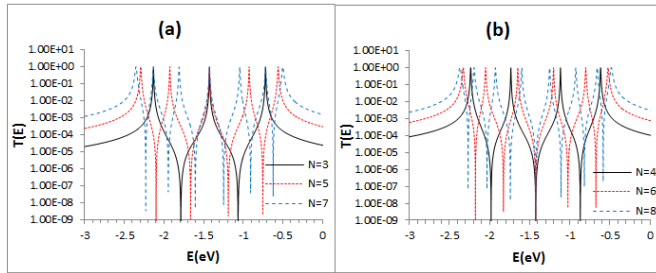 (a)
1.00E+01
1.00E+00
1.00E-01
1.00E-02
1.00E-03
1.00E-04
1.00E-05
1.00E-06
1.00E-07
1.00E-08
1.00E-09
T(E)
N=3
N=5
N=7
-3 -2.5 -2 -1.5 -1 -0.5 0
E(eV)
(b)
1.00E+01
1.00E+00
1.00E-01
1.00E-02
1.00E-03
1.00E-04
1.00E-05
1.00E-06
1.00E-07
1.00E-08
1.00E-09
T(E)
N=4
N=6
N=8
-3 -2.5 -2 -1.5 -1 -0.5 0
E(eV)